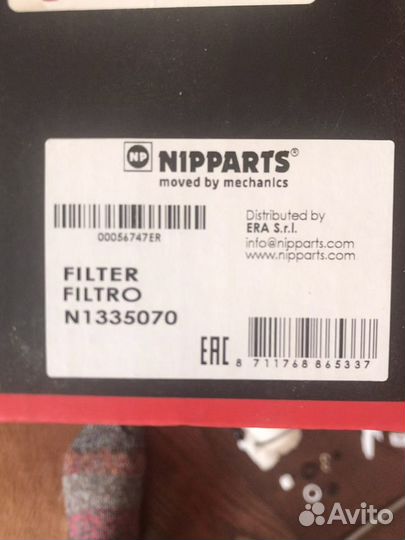 NP NIPPARTS®
moved by mechanics
00056747ER
Distributed by
ERA S.r.l.
info@nipparts.com
www.nipparts.com
FILTER
FILTRO
N1335070
EAC
8 711768 865337
Avito